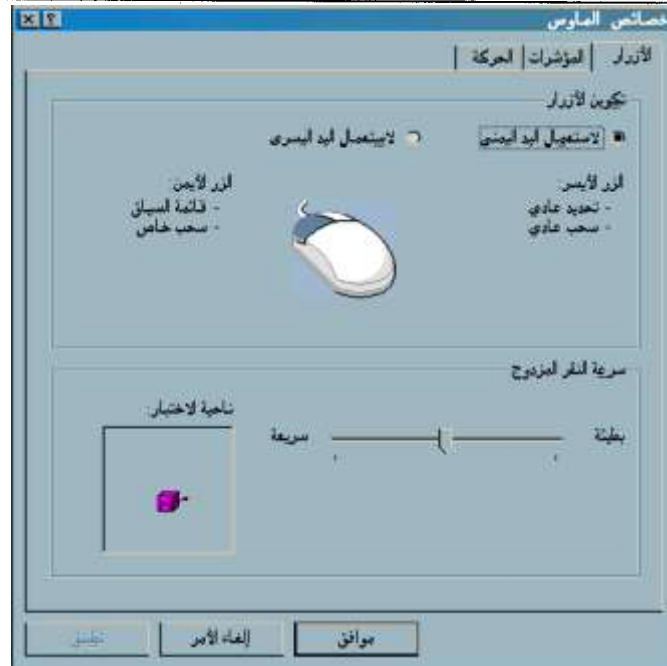 خصائص الماوس
الأزرار
المؤشرات
الحركة
تكوين الأزرار
لاستعمال اليد اليمنى
لاستعمال اليد اليسرى
الزر الأيسر:
- تحديد عادي
- سحب عادي
الزر الأيمن:
- قائمة السياق
- سحب خاص
سرعة النقر المزدوج
بطيئة
سريعة
ناحية الاختبار:
موافق
إلغاء الأمر
تطبيق